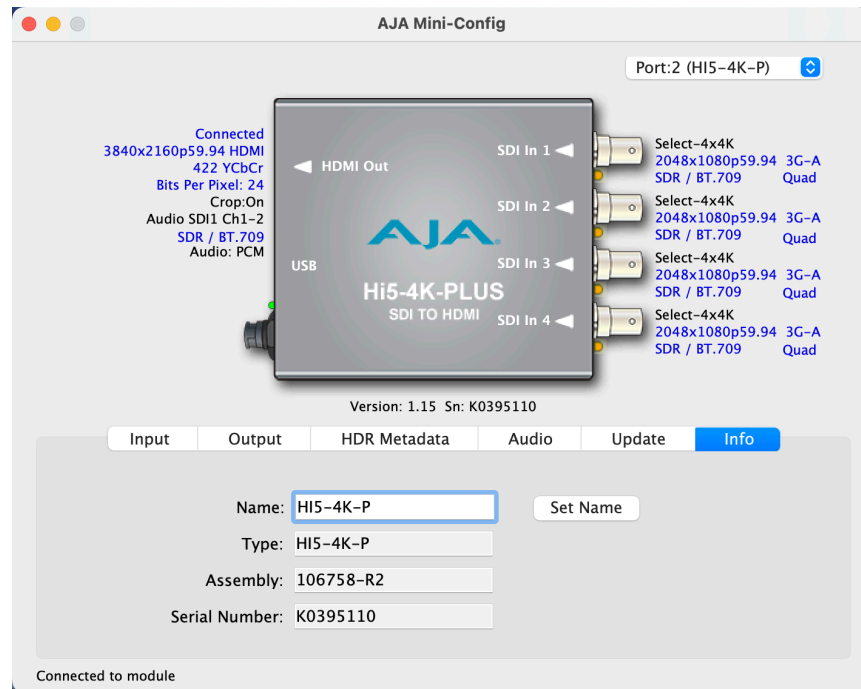 AJA Mini-Config
Port:2 (HI5-4K-P)
Connected
3840x2160p59.94 HDMI
422 YCbCr
Bits Per Pixel: 24
Crop:On
Audio SDI1 Ch1-2
SDR / BT.709
Audio: PCM
HDMI Out
USB
AJA
Hi5-4K-PLUS
SDI TO HDMI
SDI In 1
SDI In 2
SDI In 3
SDI In 4
Select-4x4K
2048x1080p59.94 3G-A
SDR / BT.709 Quad
Select-4x4K
2048x1080p59.94 3G-A
SDR / BT.709 Quad
Select-4x4K
2048x1080p59.94 3G-A
SDR / BT.709 Quad
Select-4x4K
2048x1080p59.94 3G-A
SDR / BT.709 Quad
Version: 1.15 Sn: K0395110
Input Output HDR Metadata Audio Update Info
Name: HI5-4K-P Set Name
Type: HI5-4K-P
Assembly: 106758-R2
Serial Number: K0395110
Connected to module